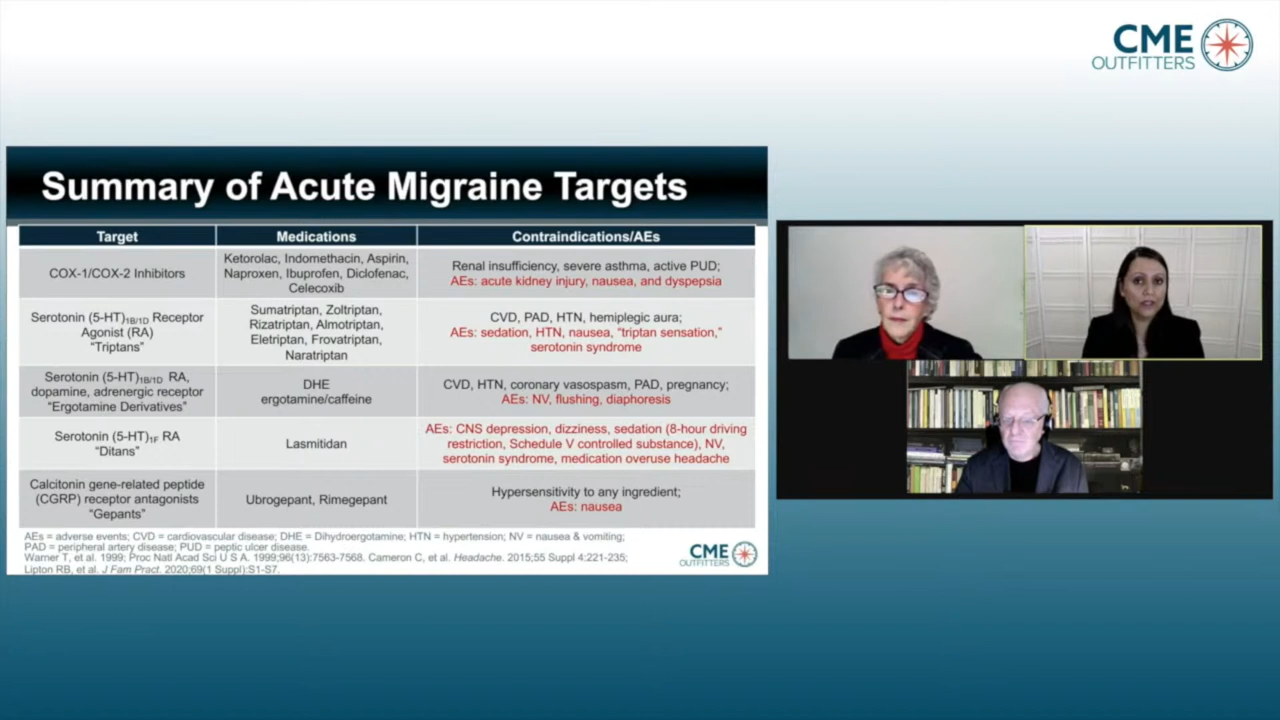 CME
OUTFITTERS
Summary of Acute Migraine Targets
Target
Medications
Contraindications/AEs
COX-1/COX-2 Inhibitors
Ketorolac, Indomethacin, Aspirin,
Naproxen, Ibuprofen, Diclofenac,
Celecoxib
Renal insufficiency, severe asthma, active PUD;
AEs: acute kidney injury, nausea, and dyspepsia
Serotonin (5-HT)1B/1D Receptor
Agonist (RA)
“Triptans”
Sumatriptan, Zoltriptan,
Rizatriptan, Almotriptan,
Eletriptan, Frovatriptan,
Naratriptan
CVD, PAD, HTN, hemiplegic aura;
AEs: sedation, HTN, nausea, “triptan sensation,”
serotonin syndrome
Serotonin (5-HT)1B/1D RA,
dopamine, adrenergic receptor
“Ergotamine Derivatives”
DHE
ergotamine/caffeine
CVD, HTN, coronary vasospasm, PAD, pregnancy;
AEs: NV, flushing, diaphoresis
Serotonin (5-HT)1F RA
“Ditans”
Lasmitidan
AEs: CNS depression, dizziness, sedation (8-hour driving
restriction, Schedule V controlled substance), NV,
serotonin syndrome, medication overuse headache
Calcitonin gene-related peptide
(CGRP) receptor antagonists
“Gepants”
Ubrogepant, Rimegepant
Hypersensitivity to any ingredient;
AEs: nausea
AEs = adverse events; CVD = cardiovascular disease; DHE = Dihydroergotamine; HTN = hypertension; NV = nausea & vomiting;
PAD = peripheral artery disease; PUD = peptic ulcer disease.
Warner T, et al. 1999; Proc Natl Acad Sci U S A. 1999;96(13):7563-7568. Cameron C, et al. Headache. 2015;55 Suppl 4:221-235;
Lipton RB, et al. J Fam Pract. 2020;69(1 Suppl):S1-S7.
CME
OUTFITTERS